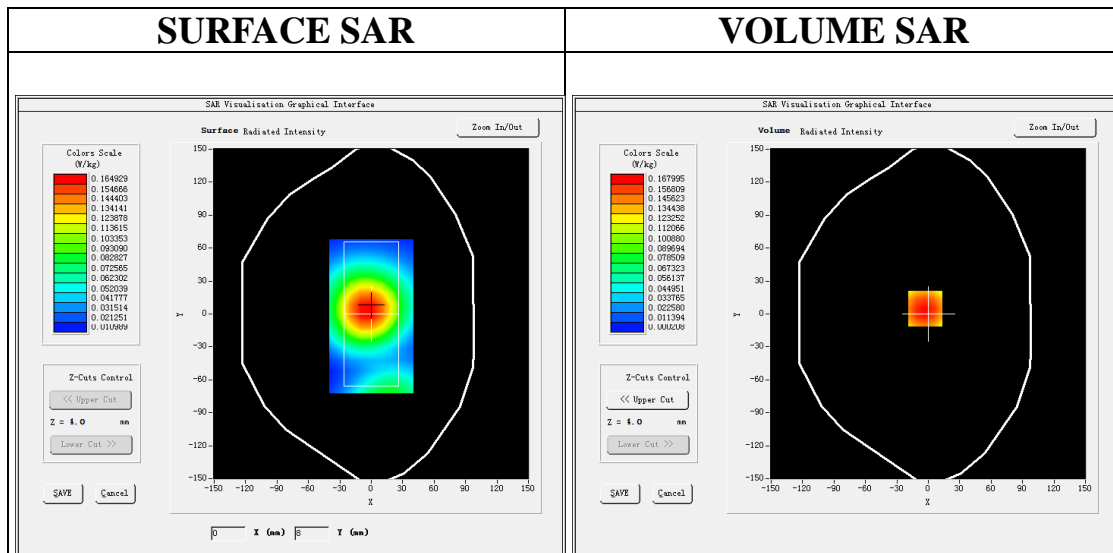 SURFACE SAR
VOLUME SAR
SAR Visualisation Graphical Interface
Surface Radiated Intensity
Zoom In/Out
Colors Scale
(W/kg)
0.164929
0.154666
0.144403
0.134141
0.123878
0.113615
0.103353
0.093090
0.082827
0.072565
0.062302
0.052039
0.041777
0.031514
0.021251
0.010989
150
120
90
60
30
0
-30
-60
-90
-120
-150
Y
-150 -120 -90 -60 -30 0 30 60 90 120 150
X
Z-Cuts Control
<< Upper Cut
Z = 4.0 mm
Lower Cut >>
SAVE Cancel
0 X (mm) 8 Y (mm)
SAR Visualisation Graphical Interface
Volume Radiated Intensity
Zoom In/Out
Colors Scale
(W/kg)
0.167995
0.156809
0.145623
0.134438
0.123252
0.112066
0.100880
0.089694
0.078509
0.067323
0.056137
0.044951
0.033765
0.022580
0.011394
0.000208
150
120
90
60
30
0
-30
-60
-90
-120
-150
Y
-150 -120 -90 -60 -30 0 30 60 90 120 150
X
Z-Cuts Control
<< Upper Cut
Z = 4.0 mm
Lower Cut >>
SAVE Cancel